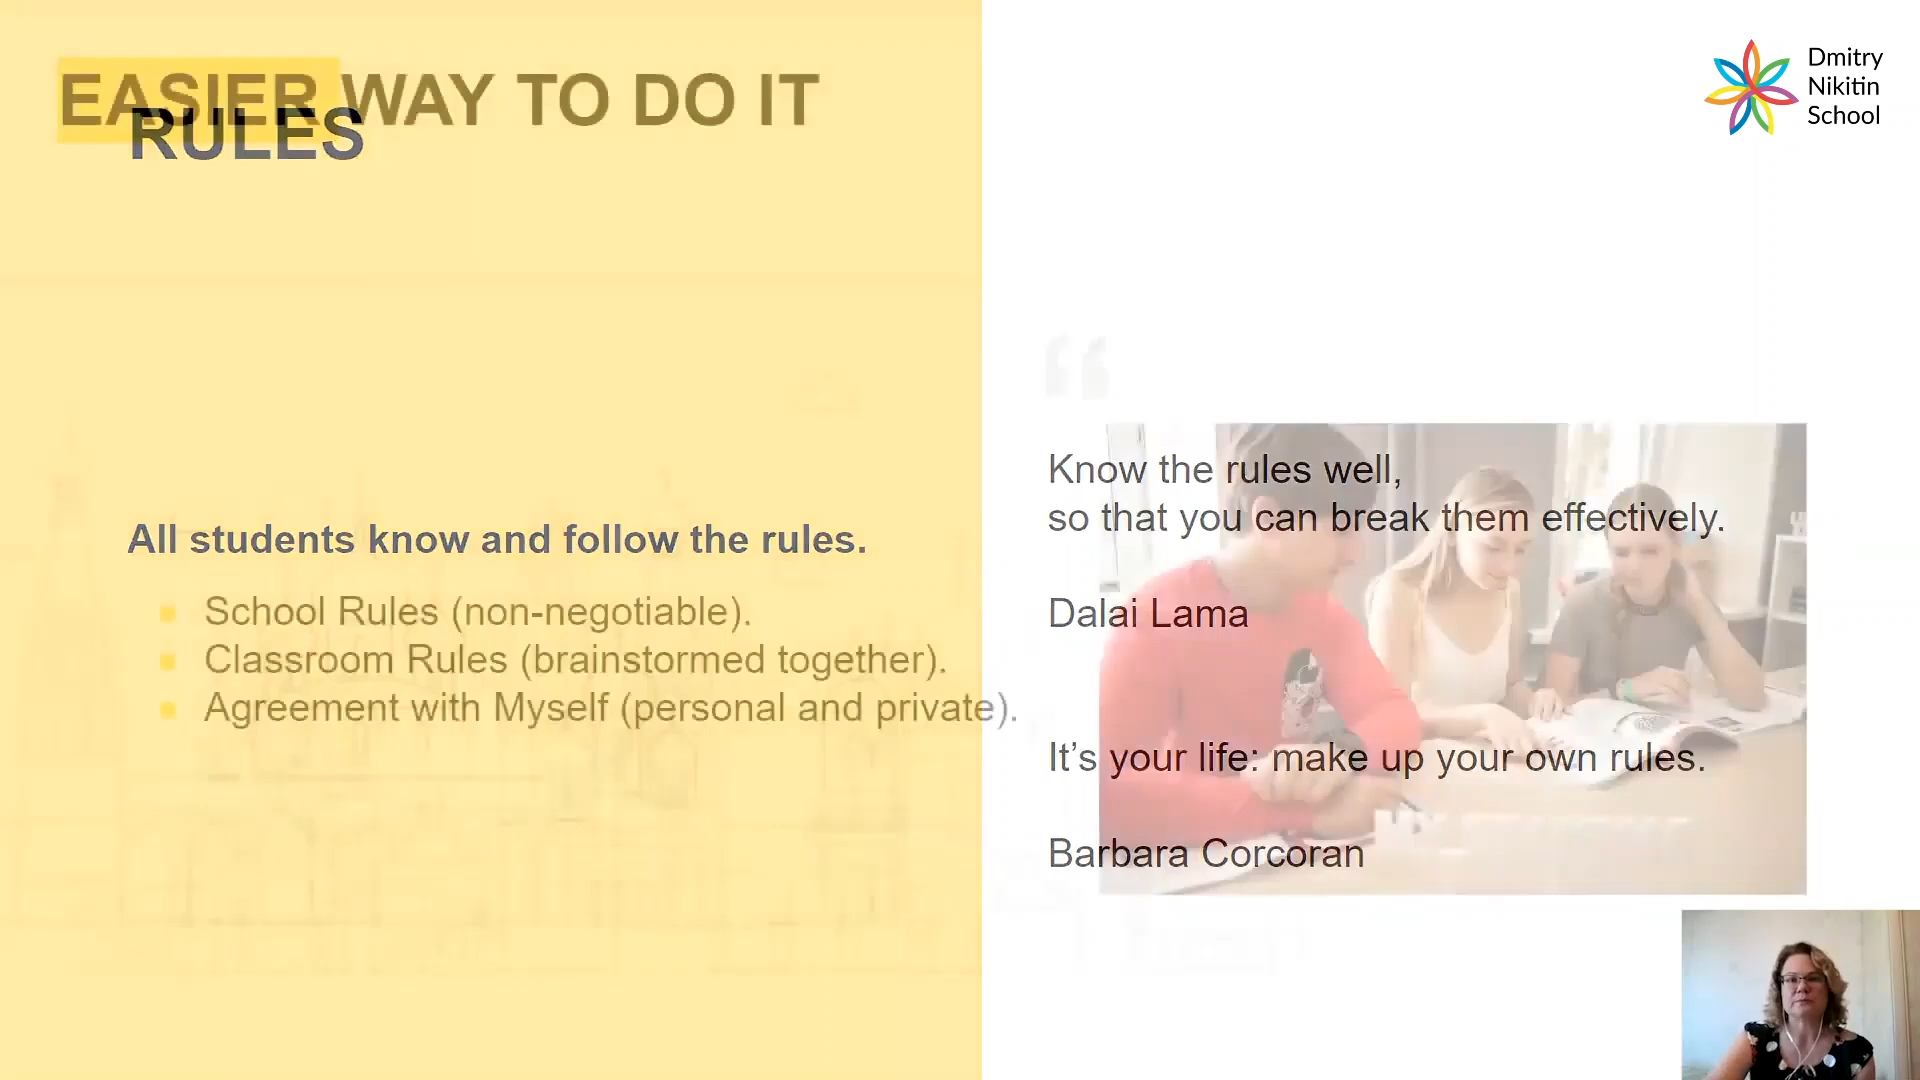 EASIER WAY TO DO IT
RULES
Dmitry
Nikitin
School
All students know and follow the rules.
School Rules (non-negotiable).
Classroom Rules (brainstormed together).
Agreement with Myself (personal and private).
“
Know the rules well,
so that you can break them effectively.
Dalai Lama
It’s your life: make up your own rules.
Barbara Corcoran